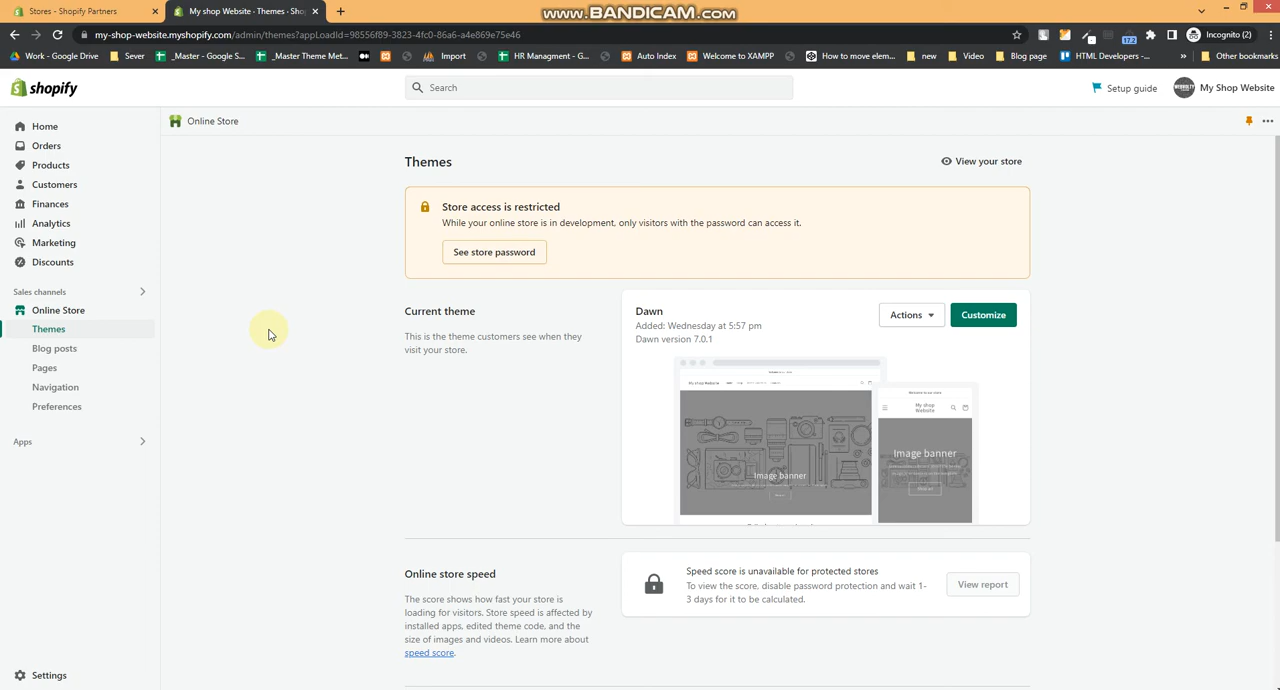 www.BANDICAM.com
Stores - Shopify Partners
My shop Website - Themes - Shop
my-shop-website.myshopify.com/admin/themes?appLoadId=98556f89-3823-4fc0-86a6-a4e869e75e46
Incognito (2)
Work - Google Drive
Sever
_Master - Google S...
_Master Theme Met...
Import
HR Managment - G...
Auto Index
Welcome to XAMPP
How to move elem...
new
Video
Blog page
HTML Developers -...
»
Other bookmarks
17.2
shopify
Search
Setup guide
My Shop Website
Home
Orders
Products
Customers
Finances
Analytics
Marketing
Discounts
Sales channels
Online Store
Themes
Blog posts
Pages
Navigation
Preferences
Apps
Settings
Online Store
Themes
View your store
Store access is restricted
While your online store is in development, only visitors with the password can access it.
See store password
Current theme
This is the theme customers see when they
visit your store.
Dawn
Added: Wednesday at 5:57 pm
Dawn version 7.0.1
Actions
Customize
My shop Website
Image banner
My shop
Website
Image banner
Online store speed
The score shows how fast your store is
loading for visitors. Store speed is affected by
installed apps, edited theme code, and the
size of images and videos. Learn more about
speed score.
Speed score is unavailable for protected stores
To view the score, disable password protection and wait 1-
3 days for it to be calculated.
View report